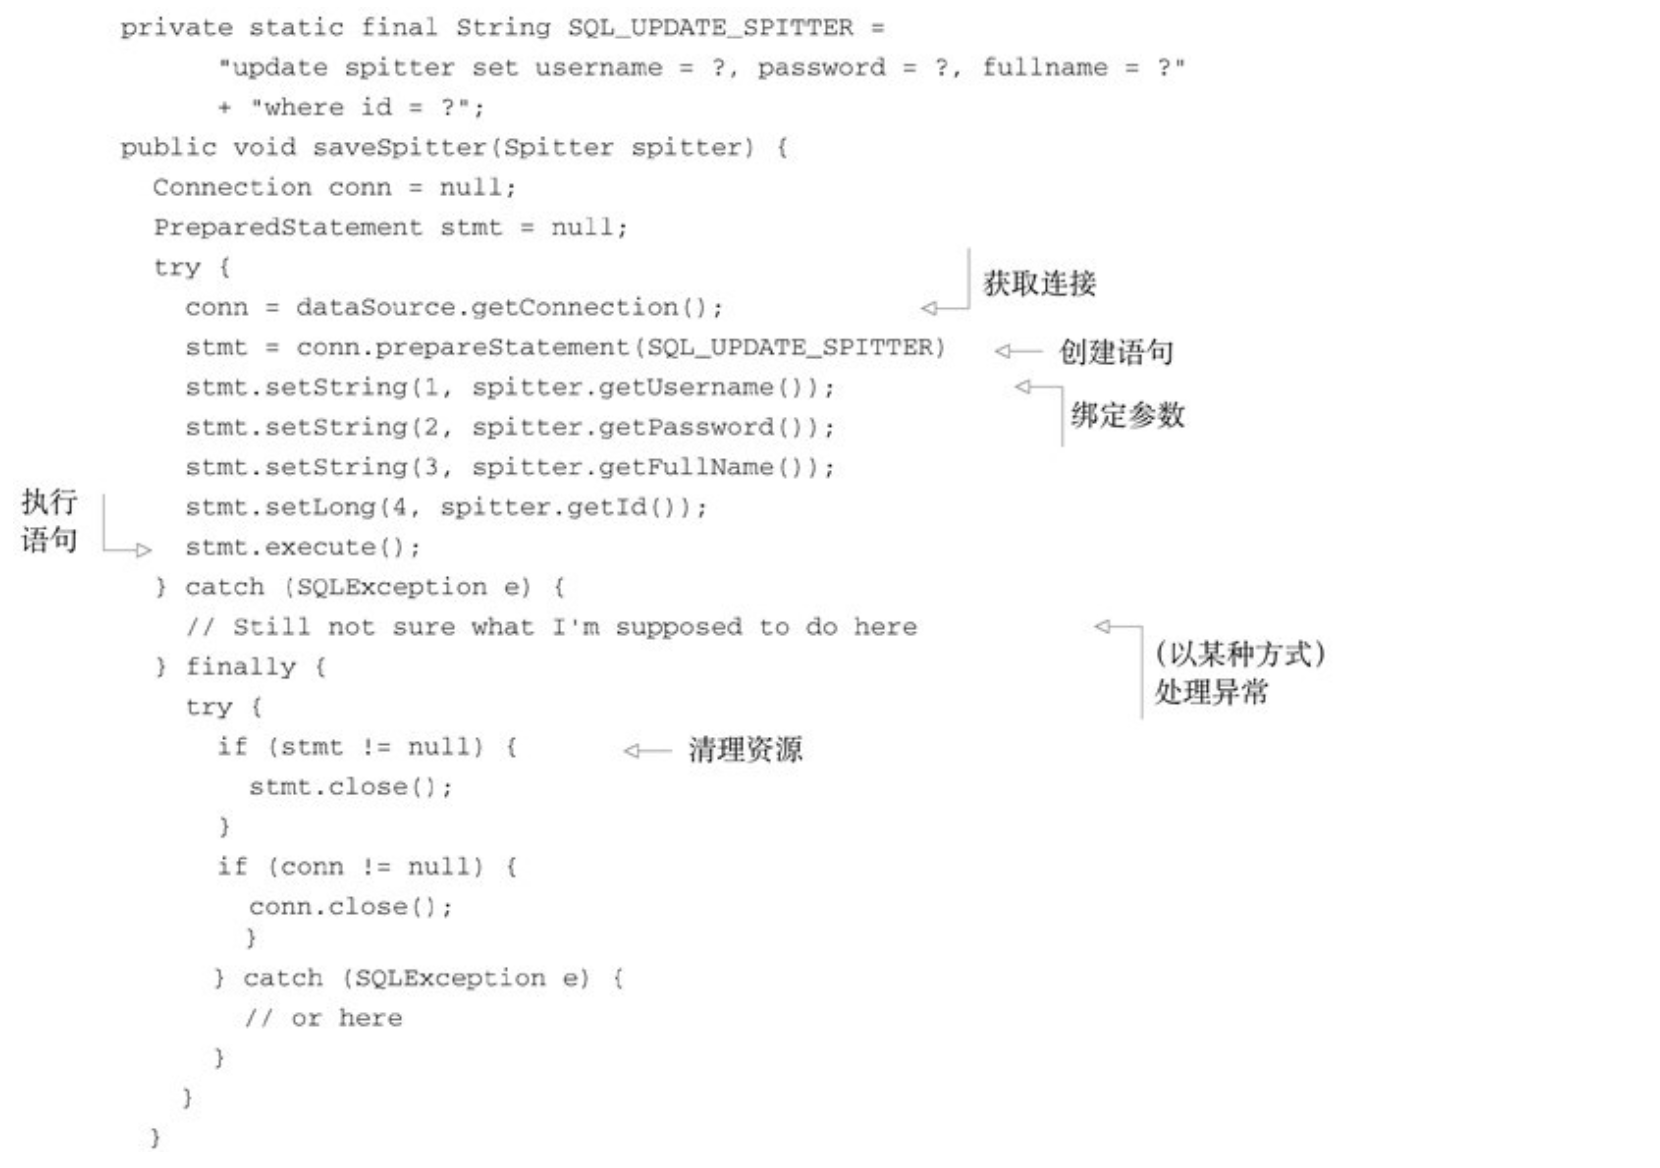 private static final String SQL_UPDATE_SPITTER =
"update spitter set username = ?, password = ?, fullname = ?"
+ "where id = ?";
public void saveSpitter(Spitter spitter) {
Connection conn = null;
PreparedStatement stmt = null;
try {
获取连接
conn = dataSource.getConnection();
stmt = conn.prepareStatement(SQL_UPDATE_SPITTER)
创建语句
stmt.setString(1, spitter.getUsername());
绑定参数
stmt.setString(2, spitter.getPassword());
stmt.setString(3, spitter.getFullName());
执行
语句
stmt.setLong(4, spitter.getId());
stmt.execute();
} catch (SQLException e) {
// Still not sure what I'm supposed to do here
(以某种方式)
处理异常
} finally {
try {
if (stmt != null) {
清理资源
stmt.close();
}
if (conn != null) {
conn.close();
}
} catch (SQLException e) {
// or here
}
}
}